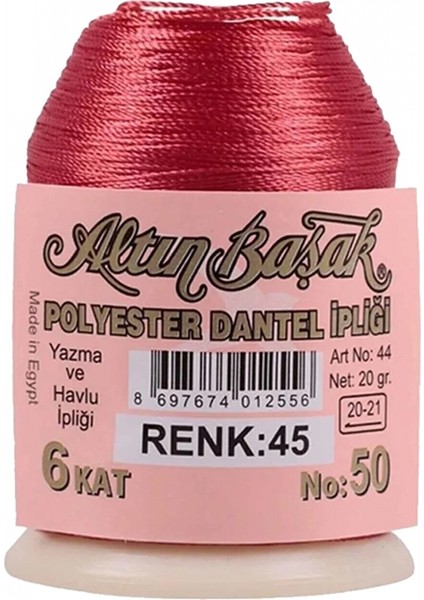 Altın Başak®
POLYESTER DANTEL İPLİĞİ
Made in Egypt
Yazma
ve
Havlu
İpliği
8 697674 012556
Art No: 44
Net: 20 gr.
20-21
RENK:45
6 KAT
No:50